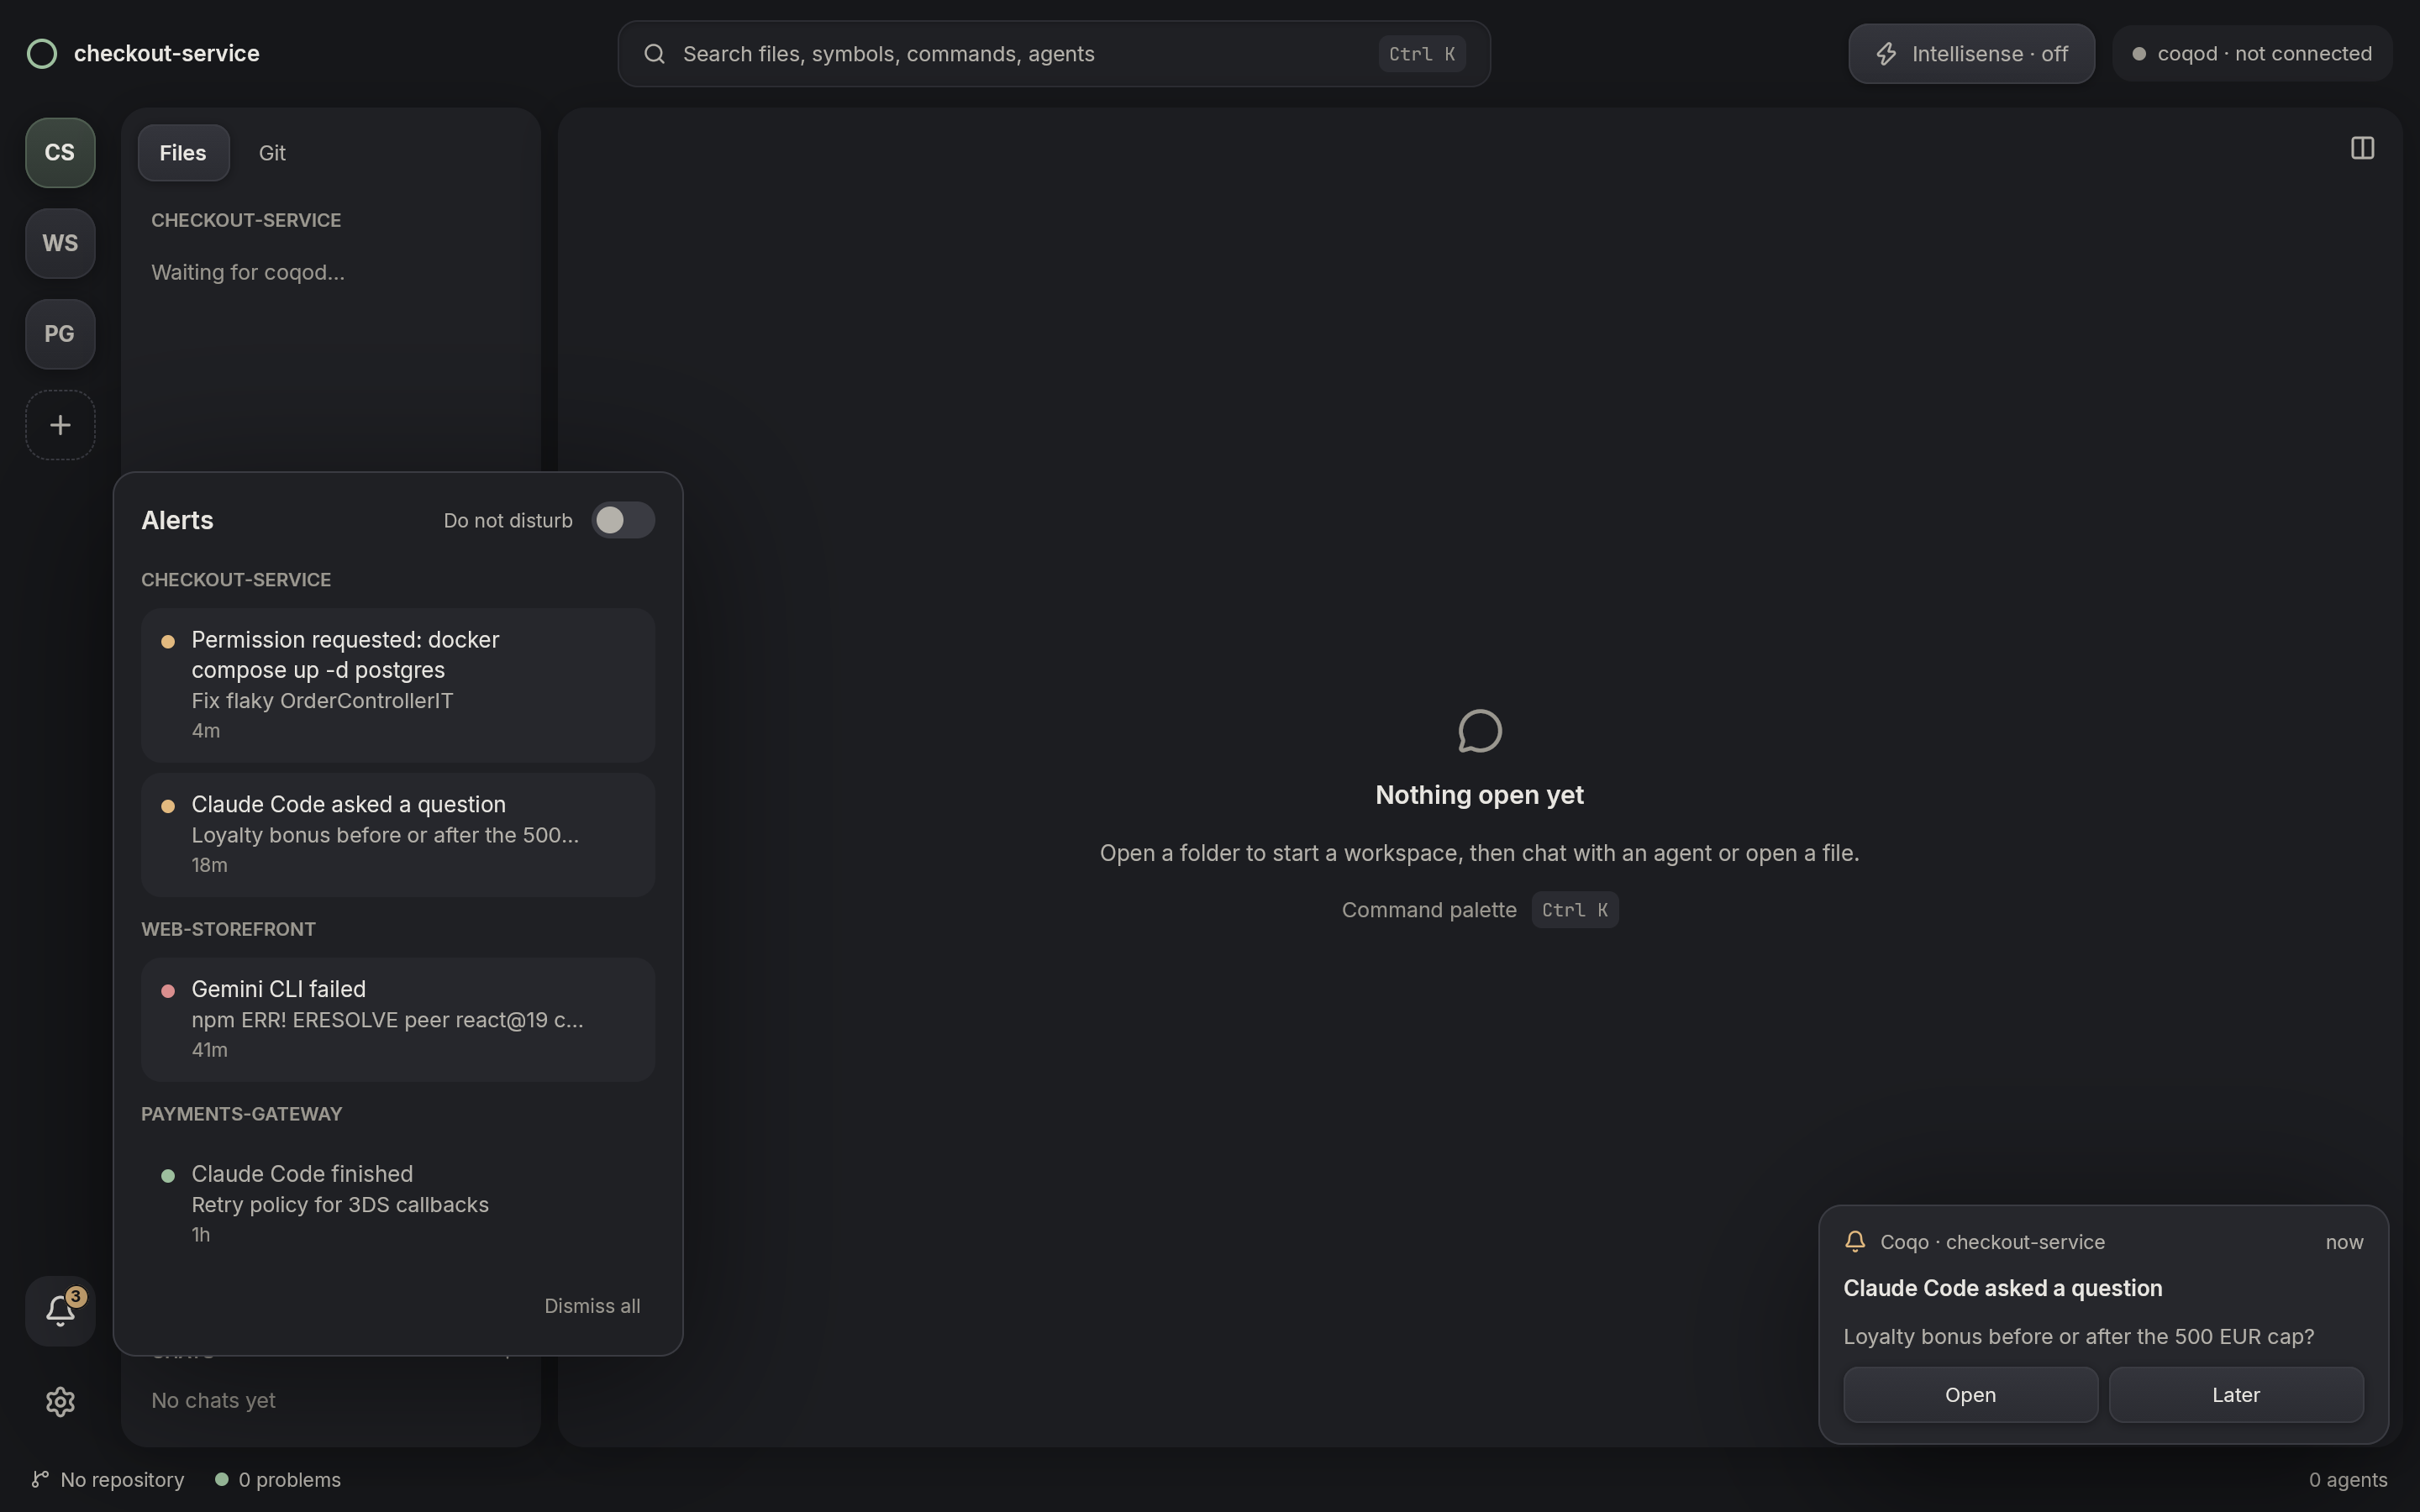 checkout-service
Search files, symbols, commands, agents
Ctrl K
Intellisense · off
coqod · not connected
CS
WS
PG
Files
Git
CHECKOUT-SERVICE
Waiting for coqod...
Alerts
Do not disturb
CHECKOUT-SERVICE
Permission requested: docker
compose up -d postgres
Fix flaky OrderControllerIT
4m
Claude Code asked a question
Loyalty bonus before or after the 500...
18m
WEB-STOREFRONT
Gemini CLI failed
npm ERR! ERESOLVE peer react@19 c...
41m
PAYMENTS-GATEWAY
Claude Code finished
Retry policy for 3DS callbacks
1h
Dismiss all
3
No chats yet
Nothing open yet
Open a folder to start a workspace, then chat with an agent or open a file.
Command palette
Ctrl K
Coqo · checkout-service
now
Claude Code asked a question
Loyalty bonus before or after the 500 EUR cap?
Open
Later
No repository
0 problems
0 agents